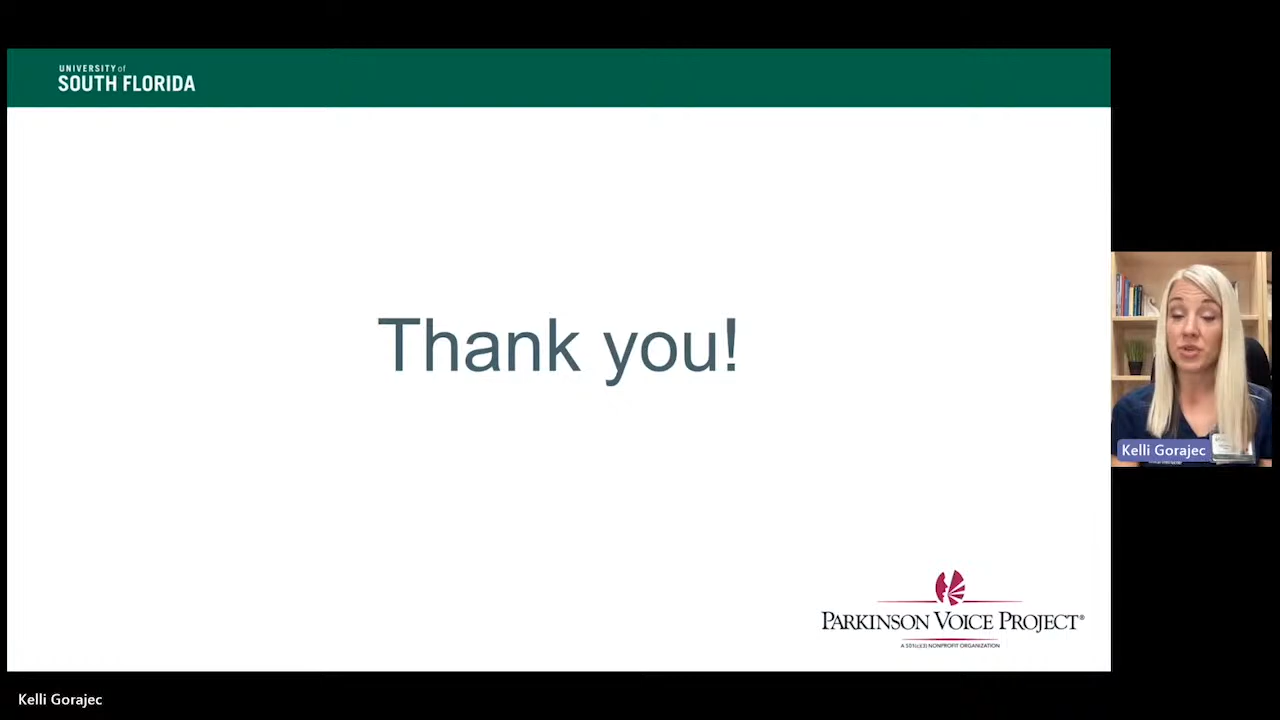 UNIVERSITY of
SOUTH FLORIDA
Thank you!
Kelli Gorajec
PARKINSON VOICE PROJECT®
A 501(c)(3) NONPROFIT ORGANIZATION
Kelli Gorajec